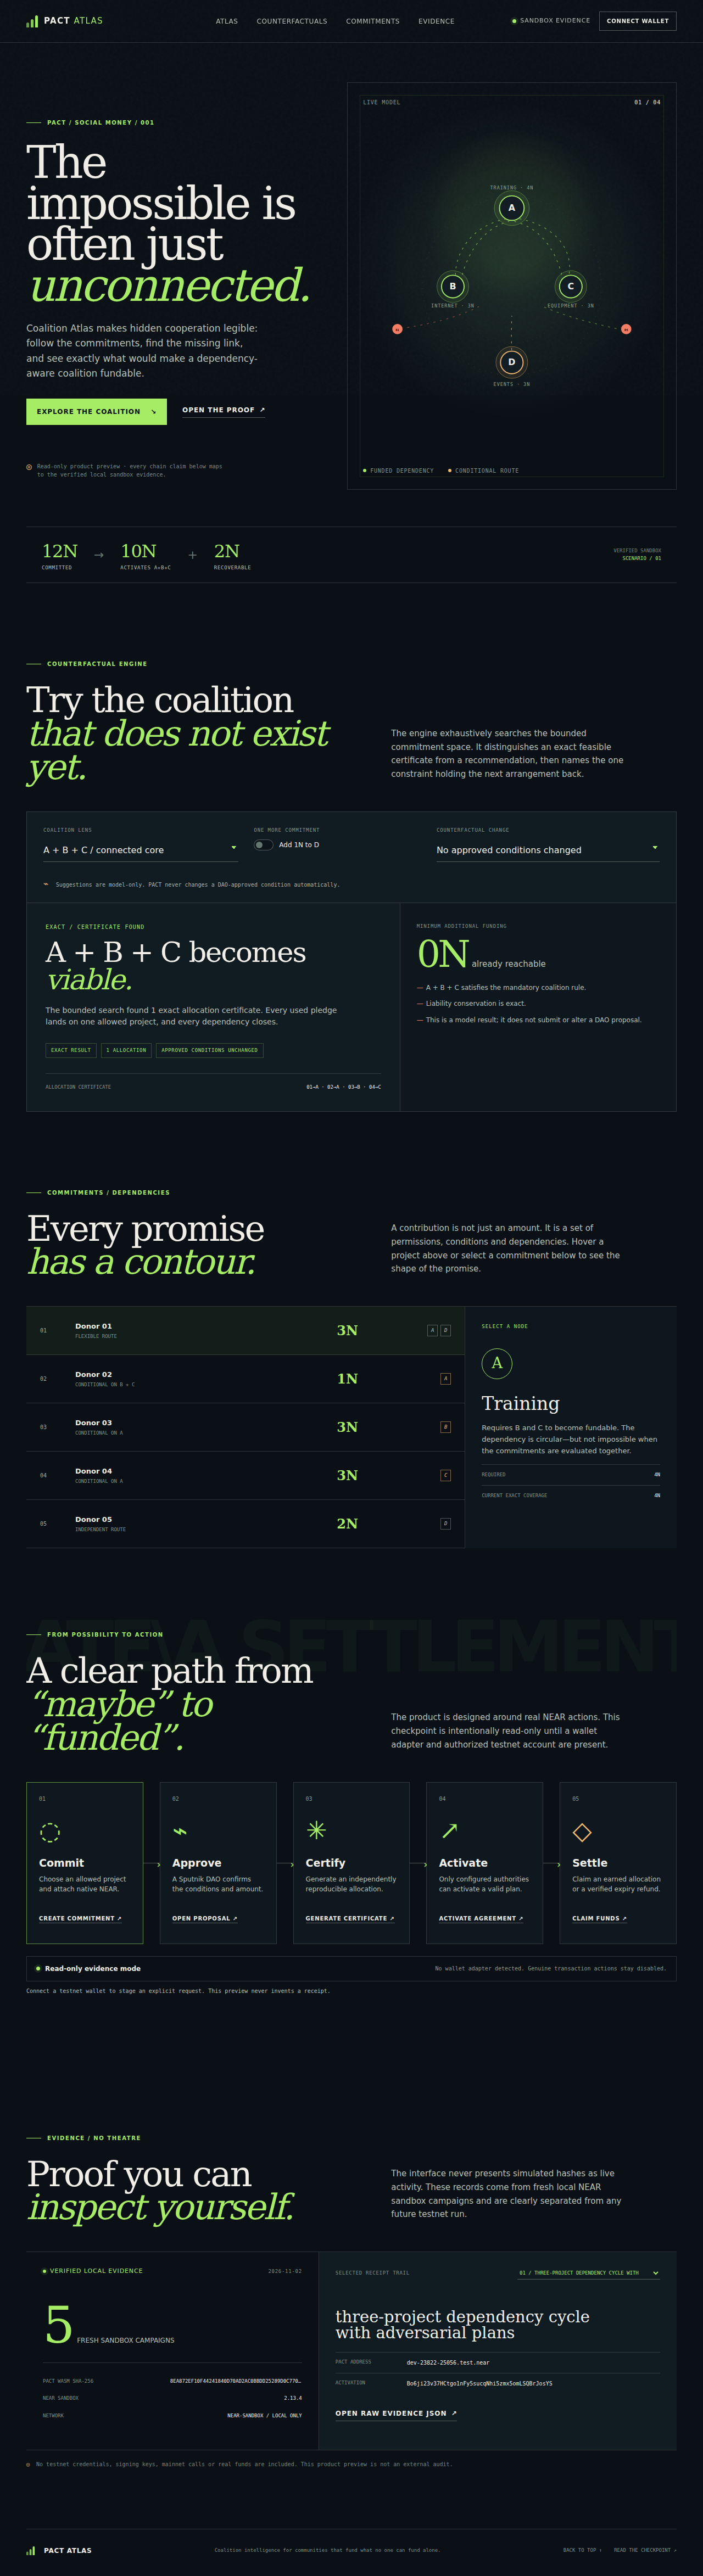 PACT ATLAS
ATLAS COUNTERFACTUALS COMMITMENTS EVIDENCE
SANDBOX EVIDENCE
CONNECT WALLET
PACT / SOCIAL MONEY / 001
The
impossible is
often just
unconnected.
Coalition Atlas makes hidden cooperation legible:
follow the commitments, find the missing link,
and see exactly what would make a dependency-
aware coalition fundable.
EXPLORE THE COALITION ↘
OPEN THE PROOF ↗
Read-only product preview · every chain claim below maps
to the verified local sandbox evidence.
LIVE MODEL
01 / 04
TRAINING · 4N
A
B
C
INTERNET · 3N
EQUIPMENT · 3N
D
EVENTS · 3N
FUNDED DEPENDENCY
CONDITIONAL ROUTE
12N → 10N + 2N
COMMITTED ACTIVATES A+B+C RECOVERABLE
VERIFIED SANDBOX
SCENARIO / 01
COUNTERFACTUAL ENGINE
Try the coalition
that does not exist
yet.
The engine exhaustively searches the bounded
commitment space. It distinguishes an exact feasible
certificate from a recommendation, then names the one
constraint holding the next arrangement back.
COALITION LENS
A + B + C / connected core
ONE MORE COMMITMENT
Add 1N to D
COUNTERFACTUAL CHANGE
No approved conditions changed
Suggestions are model-only. PACT never changes a DAO-approved condition automatically.
EXACT / CERTIFICATE FOUND
A + B + C becomes
viable.
The bounded search found 1 exact allocation certificate. Every used pledge
lands on one allowed project, and every dependency closes.
EXACT RESULT
1 ALLOCATION
APPROVED CONDITIONS UNCHANGED
ALLOCATION CERTIFICATE
01→A · 02→A · 03→B · 04→C
MINIMUM ADDITIONAL FUNDING
0N already reachable
— A + B + C satisfies the mandatory coalition rule.
— Liability conservation is exact.
— This is a model result; it does not submit or alter a DAO proposal.
COMMITMENTS / DEPENDENCIES
Every promise
has a contour.
A contribution is not just an amount. It is a set of
permissions, conditions and dependencies. Hover a
project above or select a commitment below to see the
shape of the promise.
01 Donor 01 3N A D
FLEXIBLE ROUTE
02 Donor 02 1N A
CONDITIONAL ON B + C
03 Donor 03 3N B
CONDITIONAL ON A
04 Donor 04 3N C
CONDITIONAL ON A
05 Donor 05 2N D
INDEPENDENT ROUTE
SELECT A NODE
A
Training
Requires B and C to become fundable. The
dependency is circular—but not impossible when
the commitments are evaluated together.
REQUIRED 4N
CURRENT EXACT COVERAGE 4N
SETTLEMENT
FROM POSSIBILITY TO ACTION
A clear path from
“maybe” to
“funded”.
The product is designed around real NEAR actions. This
checkpoint is intentionally read-only until a wallet
adapter and authorized testnet account are present.
01
Commit
Choose an allowed project
and attach native NEAR.
CREATE COMMITMENT ↗
02
Approve
A Sputnik DAO confirms
the conditions and amount.
OPEN PROPOSAL ↗
03
Certify
Generate an independently
reproducible allocation.
GENERATE CERTIFICATE ↗
04
Activate
Only configured authorities
can activate a valid plan.
ACTIVATE AGREEMENT ↗
05
Settle
Claim an earned allocation
or a verified expiry refund.
CLAIM FUNDS ↗
Read-only evidence mode
No wallet adapter detected. Genuine transaction actions stay disabled.
Connect a testnet wallet to stage an explicit request. This preview never invents a receipt.
EVIDENCE / NO THEATRE
Proof you can
inspect yourself.
The interface never presents simulated hashes as live
activity. These records come from fresh local NEAR
sandbox campaigns and are clearly separated from any
future testnet run.
VERIFIED LOCAL EVIDENCE
2026-11-02
5 FRESH SANDBOX CAMPAIGNS
PACT WASM SHA-256
NEAR SANDBOX 2.13.4
NETWORK NEAR-SANDBOX / LOCAL ONLY
SELECTED RECEIPT TRAIL
01 / THREE-PROJECT DEPENDENCY CYCLE WITH
three-project dependency cycle
with adversarial plans
PACT ADDRESS dev-23822-25056.test.near
ACTIVATION
OPEN RAW EVIDENCE JSON ↗
No testnet credentials, signing keys, mainnet calls or real funds are included. This product preview is not an external audit.
PACT ATLAS
Coalition intelligence for communities that fund what no one can fund alone.
BACK TO TOP ↑
READ THE CHECKPOINT ↗